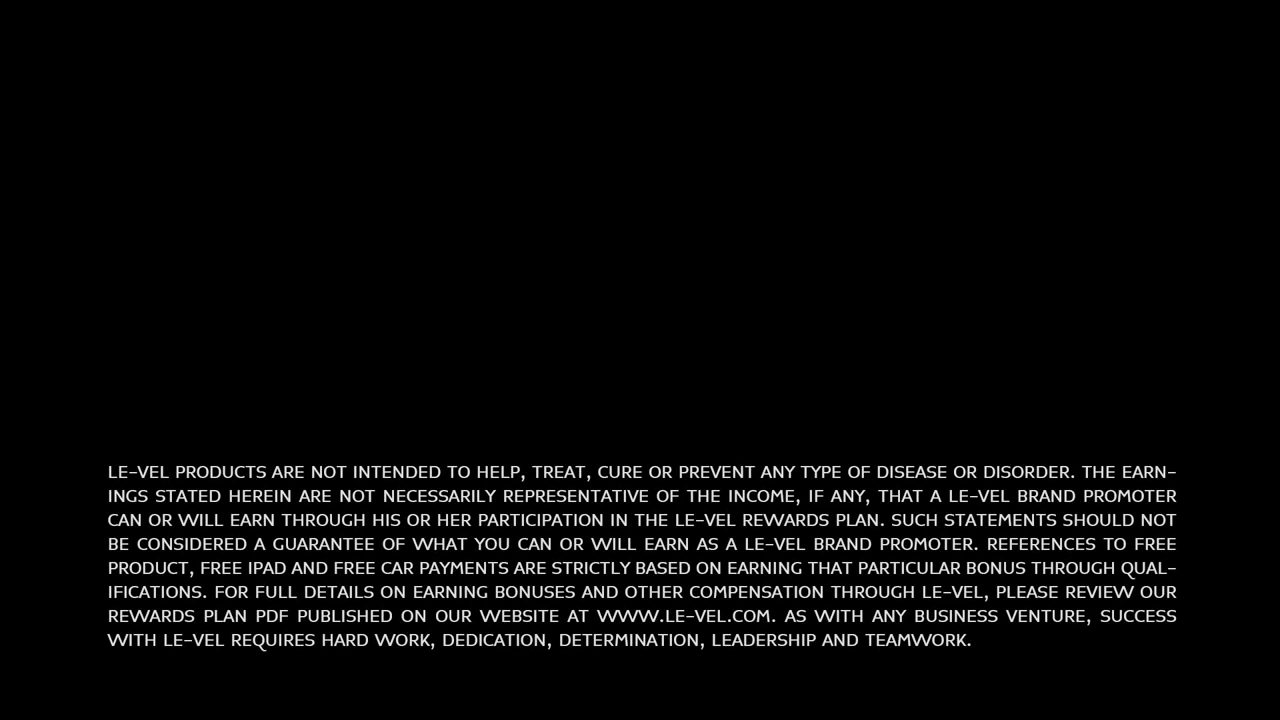 LE-VEL PRODUCTS ARE NOT INTENDED TO HELP, TREAT, CURE OR PREVENT ANY TYPE OF DISEASE OR DISORDER. THE EARN-
INGS STATED HEREIN ARE NOT NECESSARILY REPRESENTATIVE OF THE INCOME, IF ANY, THAT A LE-VEL BRAND PROMOTER
CAN OR WILL EARN THROUGH HIS OR HER PARTICIPATION IN THE LE-VEL REWARDS PLAN. SUCH STATEMENTS SHOULD NOT
BE CONSIDERED A GUARANTEE OF WHAT YOU CAN OR WILL EARN AS A LE-VEL BRAND PROMOTER. REFERENCES TO FREE
PRODUCT, FREE IPAD AND FREE CAR PAYMENTS ARE STRICTLY BASED ON EARNING THAT PARTICULAR BONUS THROUGH QUAL-
IFICATIONS. FOR FULL DETAILS ON EARNING BONUSES AND OTHER COMPENSATION THROUGH LE-VEL, PLEASE REVIEW OUR
REWARDS PLAN PDF PUBLISHED ON OUR WEBSITE AT WWW.LE-VEL.COM. AS WITH ANY BUSINESS VENTURE, SUCCESS
WITH LE-VEL REQUIRES HARD WORK, DEDICATION, DETERMINATION, LEADERSHIP AND TEAMWORK.